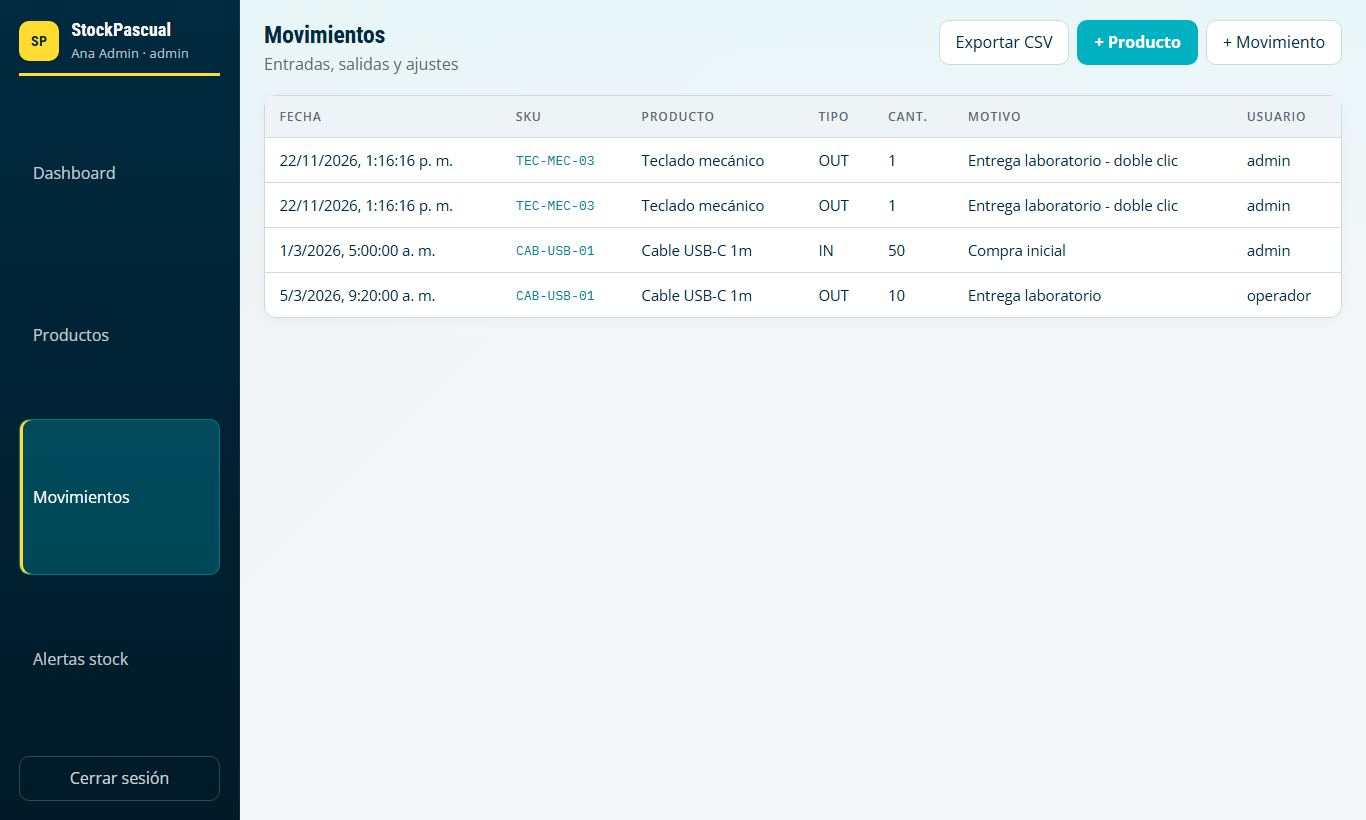 SP
StockPascual
Ana Admin · admin
Dashboard
Productos
Movimientos
Alertas stock
Cerrar sesión
Movimientos
Entradas, salidas y ajustes
Exportar CSV
+ Producto
+ Movimiento
FECHA SKU PRODUCTO TIPO CANT. MOTIVO USUARIO
22/11/2026, 1:16:16 p. m. TEC-MEC-03 Teclado mecánico OUT 1 Entrega laboratorio - doble clic admin
22/11/2026, 1:16:16 p. m. TEC-MEC-03 Teclado mecánico OUT 1 Entrega laboratorio - doble clic admin
1/3/2026, 5:00:00 a. m. CAB-USB-01 Cable USB-C 1m IN 50 Compra inicial admin
5/3/2026, 9:20:00 a. m. CAB-USB-01 Cable USB-C 1m OUT 10 Entrega laboratorio operador